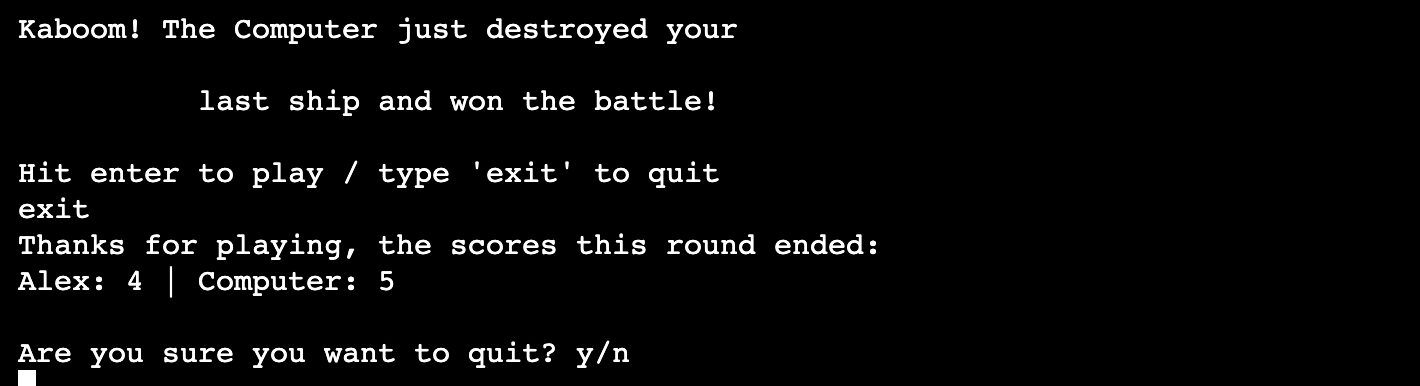 Kaboom! The Computer just destroyed your
last ship and won the battle!
Hit enter to play / type 'exit' to quit
exit
Thanks for playing, the scores this round ended:
Alex: 4 | Computer: 5
Are you sure you want to quit? y/n